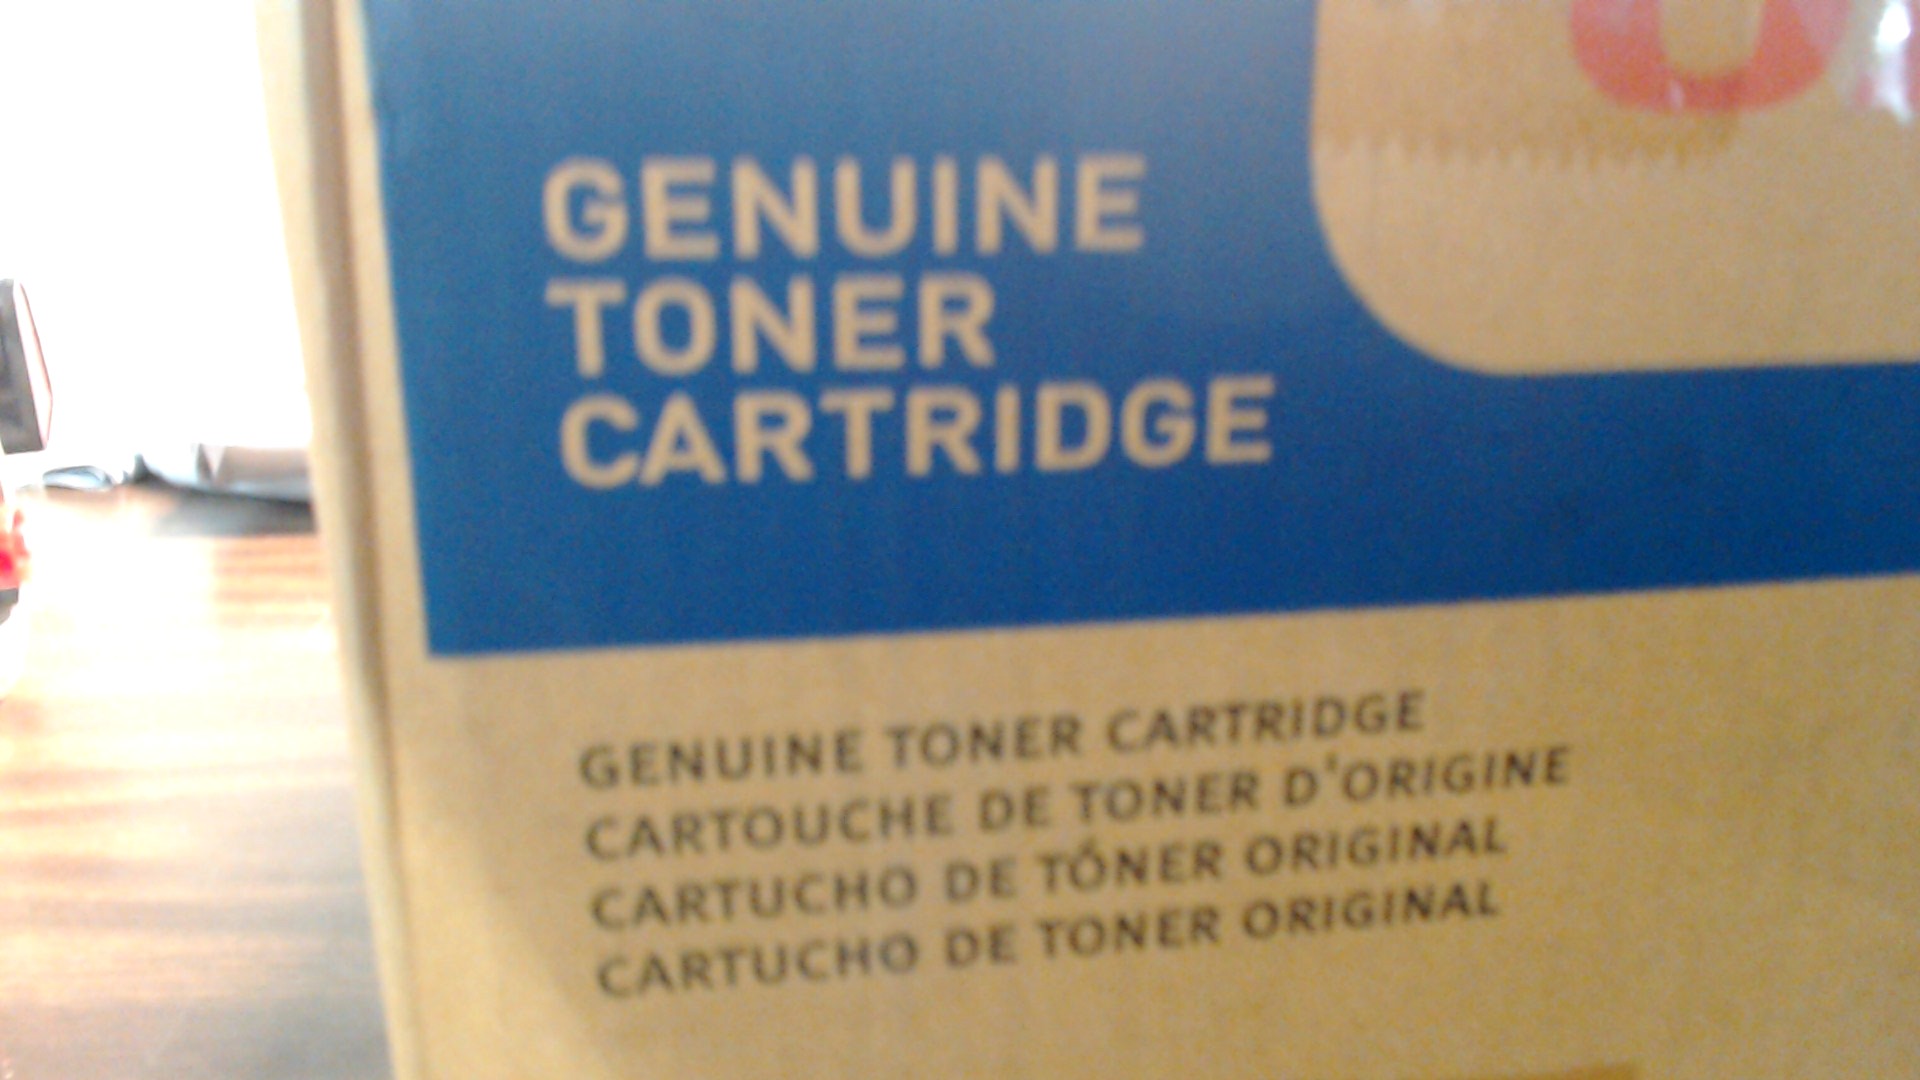 GENUINE
TONER
CARTRIDGE
GENUINE TONER CARTRIDGE
CARTOUCHE DE TONER D'ORIGINE
CARTUCHO DE TÓNER ORIGINAL
CARTUCHO DE TONER ORIGINAL